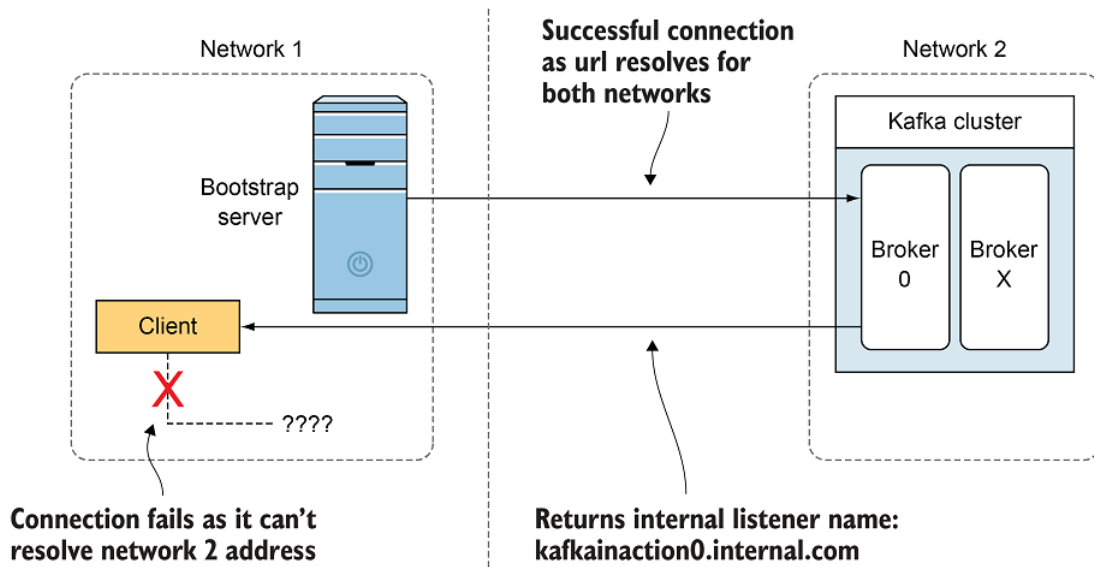 Network 1
Successful connection
as url resolves for
both networks
Network 2
Kafka cluster
Bootstrap
server
Broker
0
Broker
X
Client
????
Connection fails as it can't
resolve network 2 address
Returns internal listener name:
kafkainaction0.internal.com